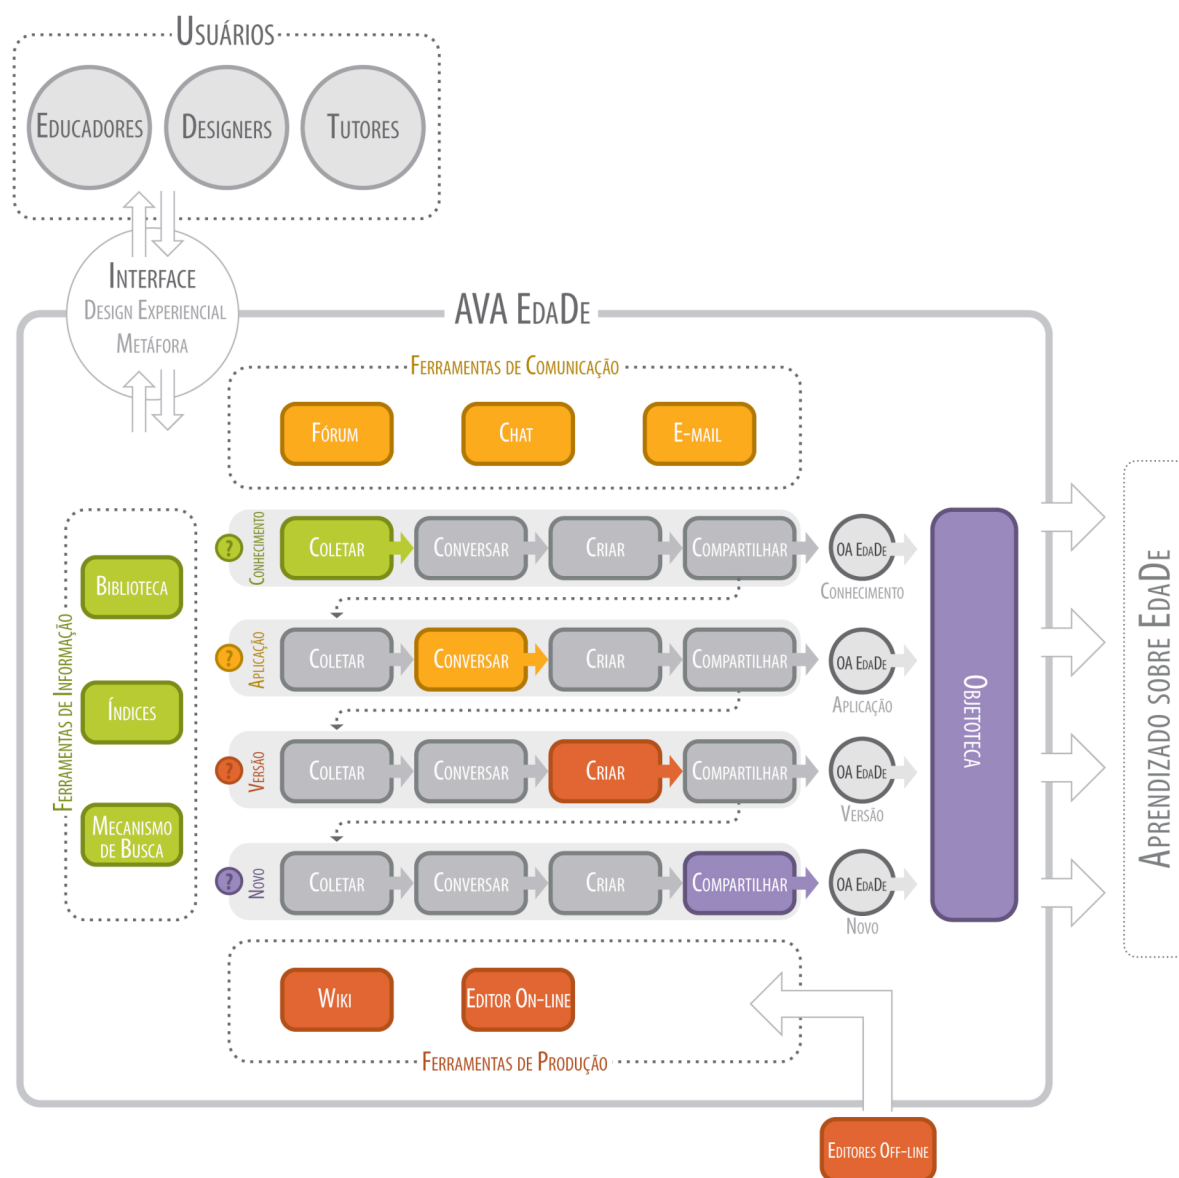 Usuários
Educadores
Designers
Tutores
Interface
Design Experiencial
Metáfora
AVA EdaDe
Ferramentas de Comunicação
Fórum
Chat
E-mail
Ferramentas de Informação
Biblioteca
Índices
Mecanismo
de Busca
?
Conhecimento
Coletar
Conversar
Criar
Compartilhar
OA EdaDe
Conhecimento
?
Aplicação
Coletar
Conversar
Criar
Compartilhar
OA EdaDe
Aplicação
?
Versão
Coletar
Conversar
Criar
Compartilhar
OA EdaDe
Versão
?
Novo
Coletar
Conversar
Criar
Compartilhar
OA EdaDe
Novo
Objetoteca
Aprendizado sobre EdaDe
Wiki
Editor On-line
Ferramentas de Produção
Editores Off-line